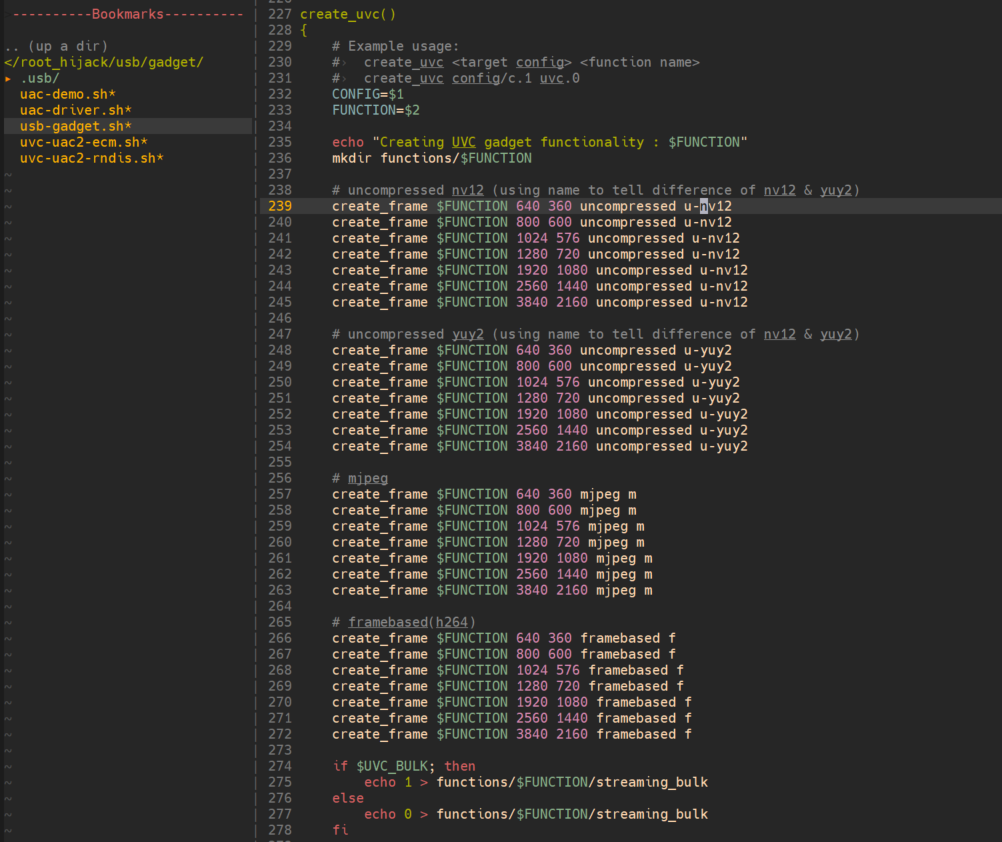 ----------Bookmarks----------
.. (up a dir)
</root_hijack/usb/gadget/
▸ .usb/
uac-demo.sh*
uac-driver.sh*
usb-gadget.sh*
uvc-uac2-ecm.sh*
uvc-uac2-rndis.sh*
227 create_uvc()
228 {
229     # Example usage:
230     #›  create_uvc <target config> <function name>
231     #›  create_uvc config/c.1 uvc.0
232     CONFIG=$1
233     FUNCTION=$2
234
235     echo "Creating UVC gadget functionality : $FUNCTION"
236     mkdir functions/$FUNCTION
237
238     # uncompressed nv12 (using name to tell difference of nv12 & yuy2)
239     create_frame $FUNCTION 640 360 uncompressed u-nv12
240     create_frame $FUNCTION 800 600 uncompressed u-nv12
241     create_frame $FUNCTION 1024 576 uncompressed u-nv12
242     create_frame $FUNCTION 1280 720 uncompressed u-nv12
243     create_frame $FUNCTION 1920 1080 uncompressed u-nv12
244     create_frame $FUNCTION 2560 1440 uncompressed u-nv12
245     create_frame $FUNCTION 3840 2160 uncompressed u-nv12
246
247     # uncompressed yuy2 (using name to tell difference of nv12 & yuy2)
248     create_frame $FUNCTION 640 360 uncompressed u-yuy2
249     create_frame $FUNCTION 800 600 uncompressed u-yuy2
250     create_frame $FUNCTION 1024 576 uncompressed u-yuy2
251     create_frame $FUNCTION 1280 720 uncompressed u-yuy2
252     create_frame $FUNCTION 1920 1080 uncompressed u-yuy2
253     create_frame $FUNCTION 2560 1440 uncompressed u-yuy2
254     create_frame $FUNCTION 3840 2160 uncompressed u-yuy2
255
256     # mjpeg
257     create_frame $FUNCTION 640 360 mjpeg m
258     create_frame $FUNCTION 800 600 mjpeg m
259     create_frame $FUNCTION 1024 576 mjpeg m
260     create_frame $FUNCTION 1280 720 mjpeg m
261     create_frame $FUNCTION 1920 1080 mjpeg m
262     create_frame $FUNCTION 2560 1440 mjpeg m
263     create_frame $FUNCTION 3840 2160 mjpeg m
264
265     # framebased(h264)
266     create_frame $FUNCTION 640 360 framebased f
267     create_frame $FUNCTION 800 600 framebased f
268     create_frame $FUNCTION 1024 576 framebased f
269     create_frame $FUNCTION 1280 720 framebased f
270     create_frame $FUNCTION 1920 1080 framebased f
271     create_frame $FUNCTION 2560 1440 framebased f
272     create_frame $FUNCTION 3840 2160 framebased f
273
274     if $UVC_BULK; then
275         echo 1 > functions/$FUNCTION/streaming_bulk
276     else
277         echo 0 > functions/$FUNCTION/streaming_bulk
278     fi